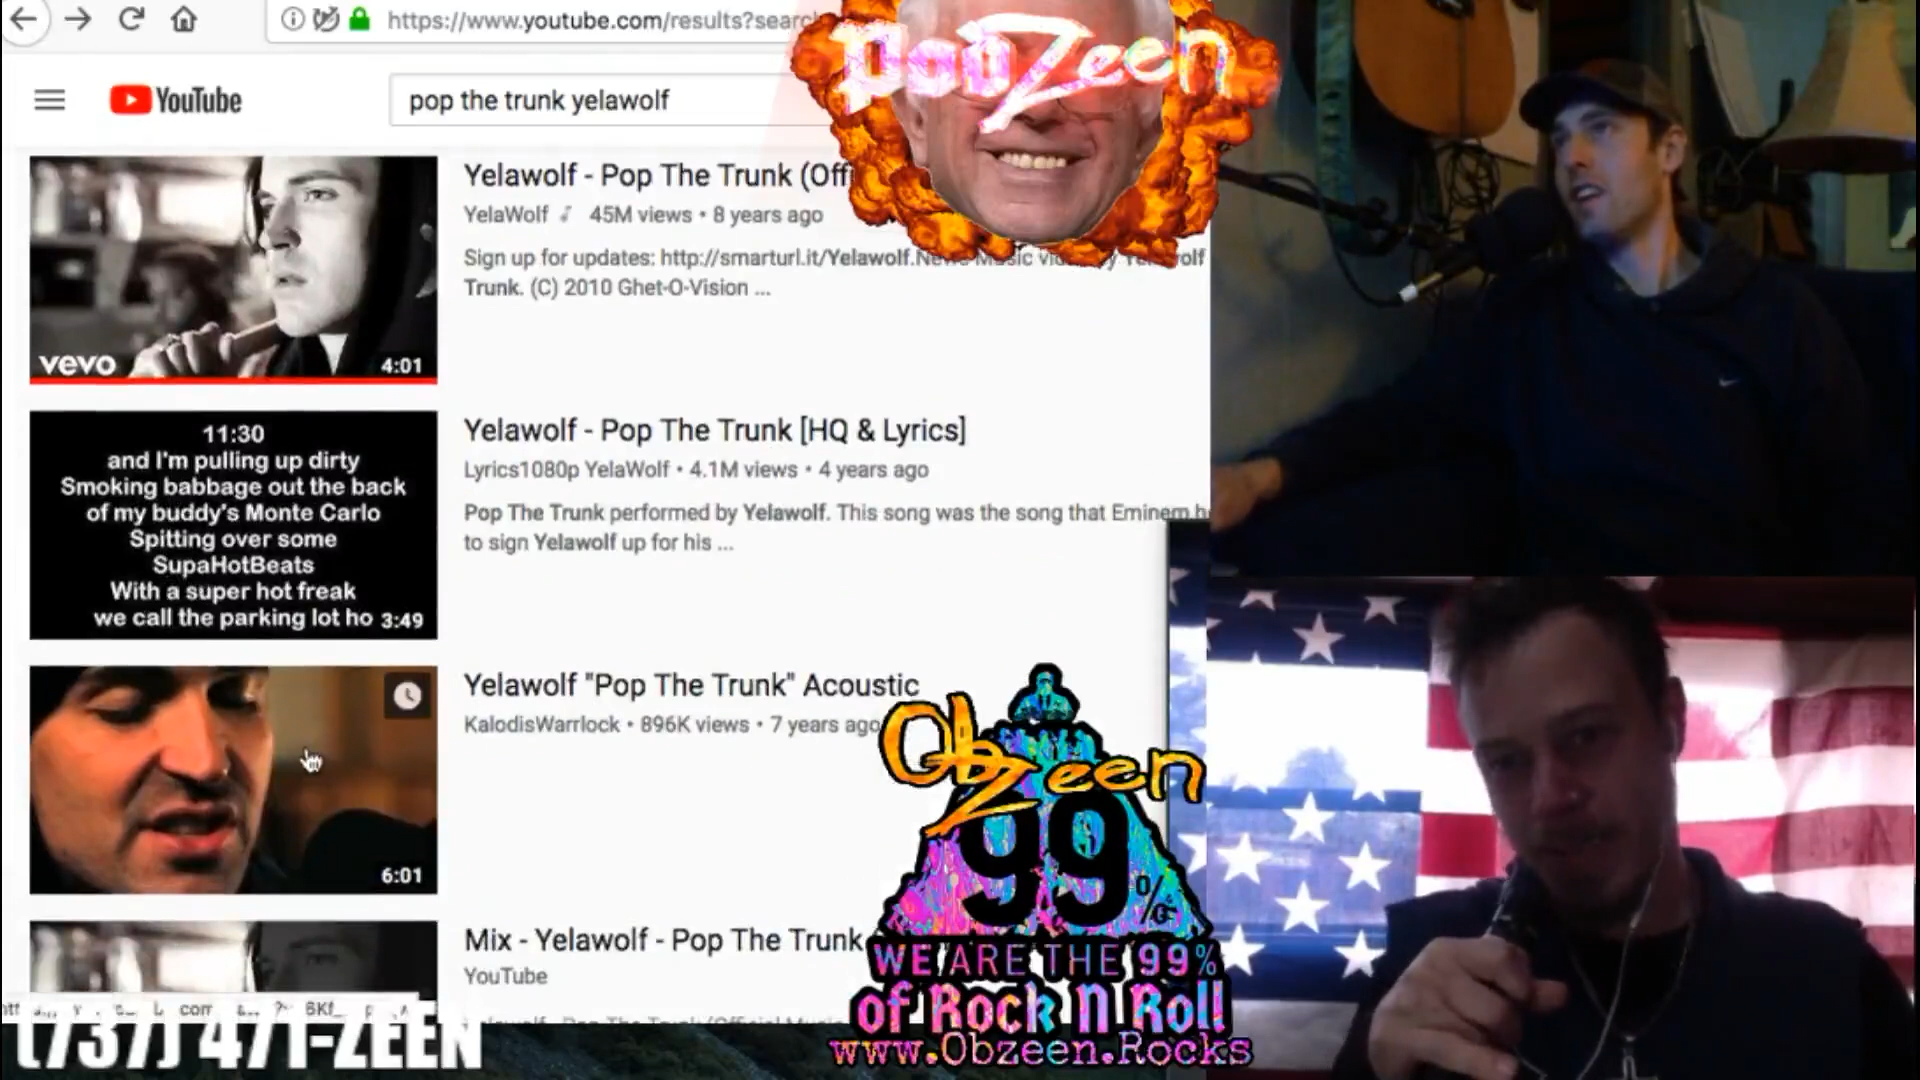 https://www.youtube.com/results?searc
YouTube
pop the trunk yelawolf
PodZeen
Yelawolf - Pop The Trunk (Offi
YelaWolf 45M views • 8 years ago
Sign up for updates: http://smarturl.it/Yelawolf.News Music
Trunk. (C) 2010 Ghet-O-Vision ...
vevo
4:01
11:30
and I'm pulling up dirty
Smoking babbage out the back
of my buddy's Monte Carlo
Spitting over some
SupaHotBeats
With a super hot freak
we call the parking lot ho
3:49
Yelawolf - Pop The Trunk [HQ & Lyrics]
Lyrics1080p YelaWolf • 4.1M views • 4 years ago
Pop The Trunk performed by Yelawolf. This song was the song that Eminem
to sign Yelawolf up for his ...
6:01
Yelawolf "Pop The Trunk" Acoustic
KalodisWarrlock • 896K views • 7 years ago
Mix - Yelawolf - Pop The Trunk
YouTube
(737) 471-ZEEN
ObZeen
99%
WE ARE THE 99%
of Rock N Roll
www.Obzeen.Rocks